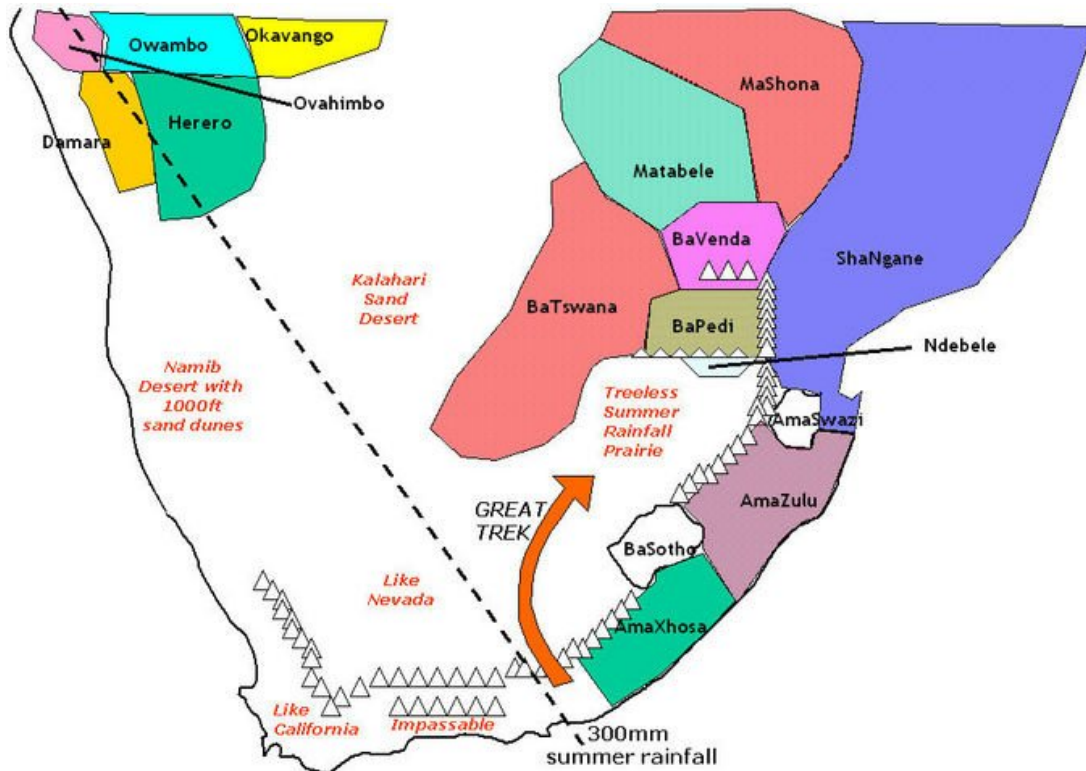 Owambo
Okavango
Ovahimbo
Damara
Herero
MaShona
Matabele
BaVenda
ShaNgane
BaTswana
BaPedi
Ndebele
Kalahari
Sand
Desert
Namib
Desert with
1000ft
sand dunes
Treeless
Summer
Rainfall
Prairie
AmaSwazi
AmaZulu
GREAT
TREK
BaSotho
Like
Nevada
AmaXhosa
Like
California
Impassable
300mm
summer rainfall